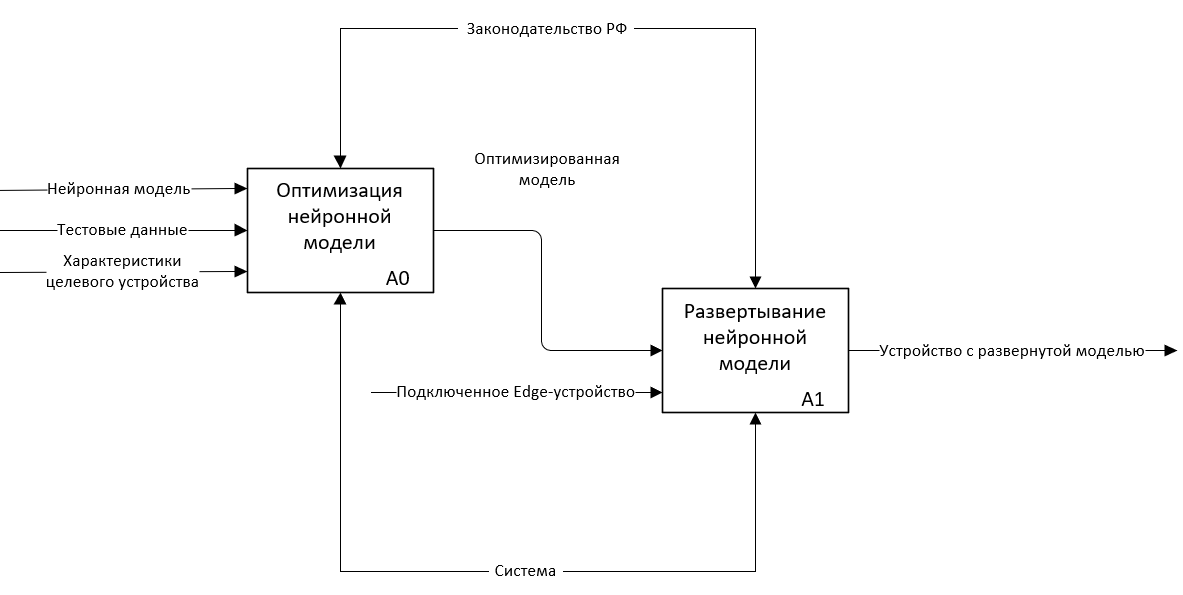 Законодательство РФ
Оптимизированная
модель
Нейронная модель
Тестовые данные
Характеристики
целевого устройства
Оптимизация
нейронной
модели
A0
Развертывание
нейронной
модели
A1
Подключенное Edge-устройство
Устройство с развернутой моделью
Система